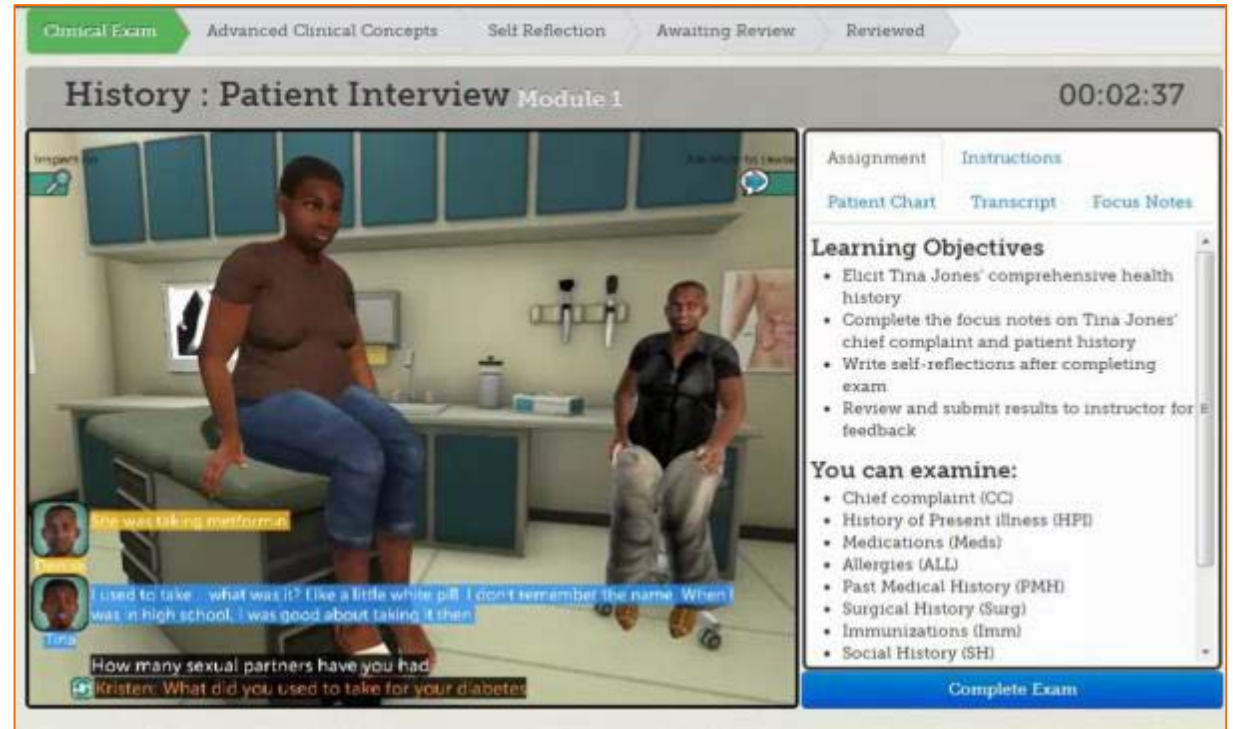 Clinical Exam
Advanced Clinical Concepts
Self Reflection
Awaiting Review
Reviewed
History : Patient Interview Module 1
00:02:37
She was taking metformin
I used to take what was it? Like a little white pill. I don't remember the name. When I
was in high school, I was good about taking it then
Tina
How many sexual partners have you had
Kristen: What did you used to take for your diabetes
Assignment
Instructions
Patient Chart
Transcript
Focus Notes
Learning Objectives
• Elicit Tina Jones' comprehensive health
history
• Complete the focus notes on Tina Jones'
chief complaint and patient history
• Write self-reflections after completing
exam
• Review and submit results to instructor for
feedback
You can examine:
• Chief complaint (CC)
• History of Present illness (HPI)
• Medications (Meds)
• Allergies (ALL)
• Past Medical History (PMH)
• Surgical History (Surg)
• Immunizations (Imm)
• Social History (SH)
Complete Exam